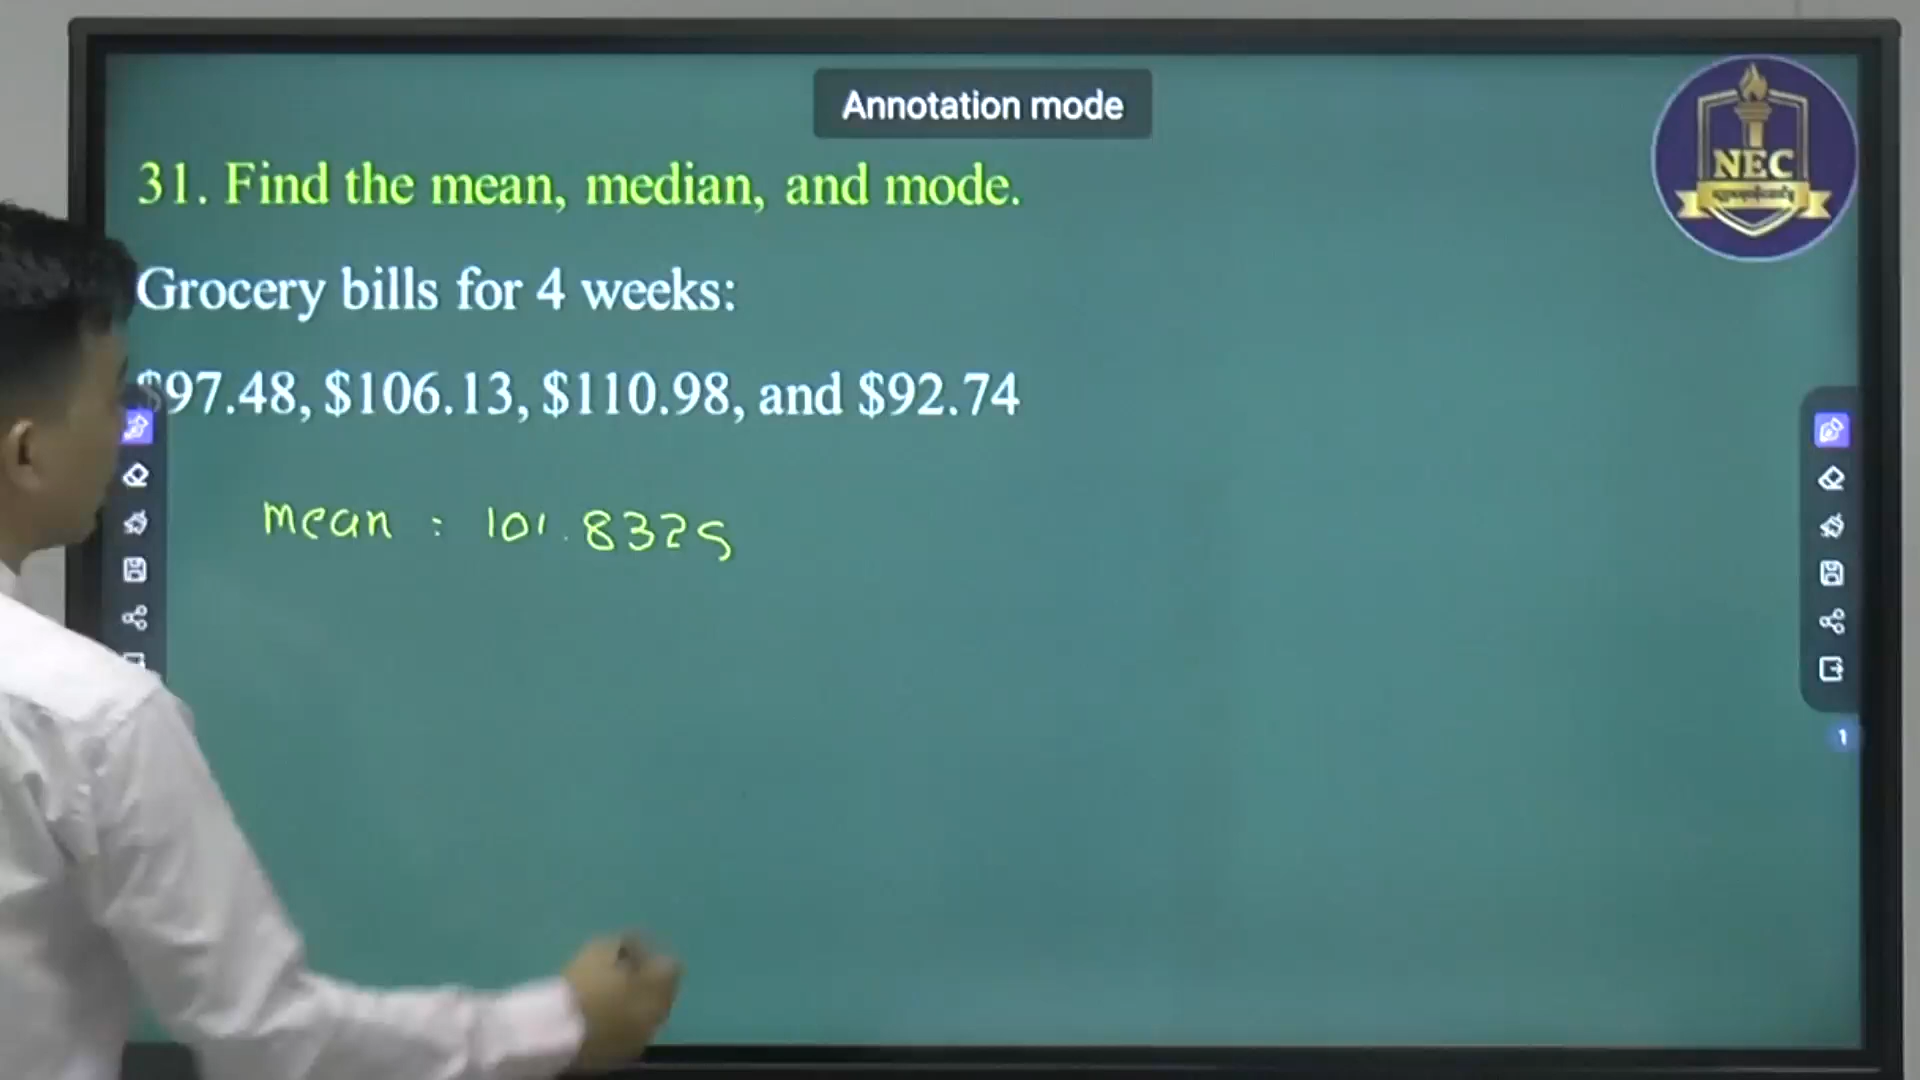 Annotation mode
NEC
31. Find the mean, median, and mode.
Grocery bills for 4 weeks:
$97.48, $106.13, $110.98, and $92.74
mean : 101.8325
1